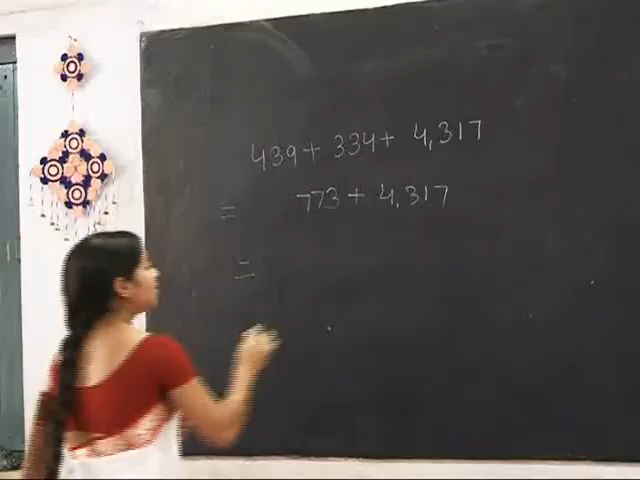 439+ 334+ 4,317
= 773 + 4,317
=